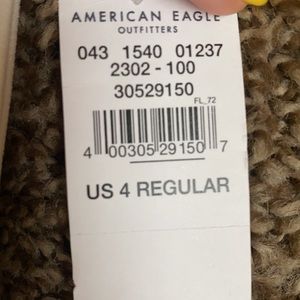 AMERICAN EAGLE
OUTFITTERS
043 1540 01237
2302 - 100
30529150
FL_72
4 00305 29150 7
US 4 REGULAR